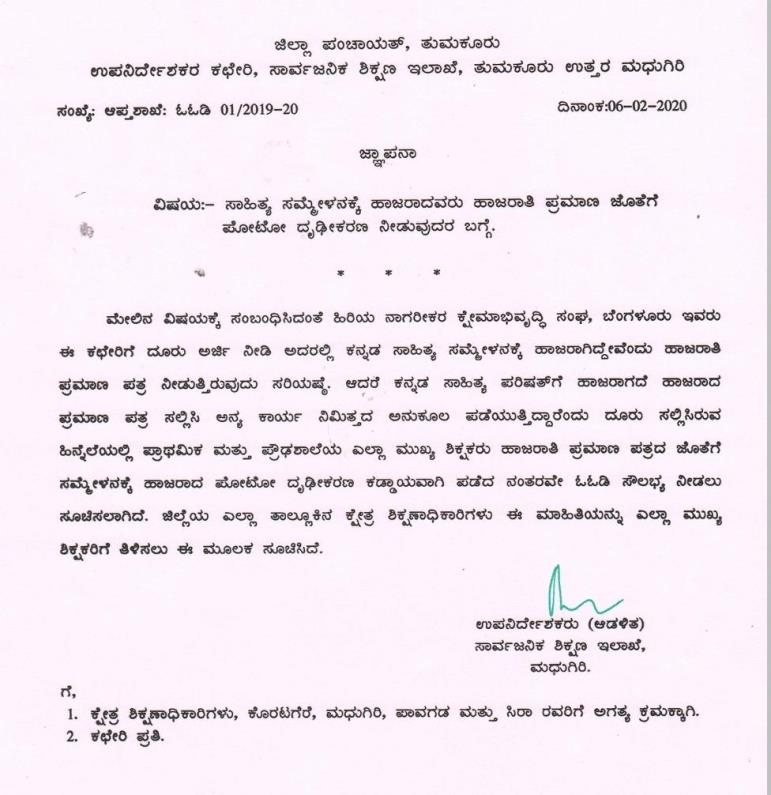 ಜಿಲ್ಲಾ ಪಂಚಾಯತ್, ತುಮಕೂರು
ಉಪನಿರ್ದೇಶಕರ ಕಛೇರಿ, ಸಾರ್ವಜನಿಕ ಶಿಕ್ಷಣ ಇಲಾಖೆ, ತುಮಕೂರು ಉತ್ತರ ಮಧುಗಿರಿ
ಸಂಖ್ಯೆ: ಆಪ್ತಶಾಖೆ: ಓಓಡಿ 01/2019-20 ದಿನಾಂಕ:06-02-2020
ಜ್ಞಾಪನಾ
ವಿಷಯ:- ಸಾಹಿತ್ಯ ಸಮ್ಮೇಳನಕ್ಕೆ ಹಾಜರಾದವರು ಹಾಜರಾತಿ ಪ್ರಮಾಣ ಜೊತೆಗೆ
ಪೋಟೋ ದೃಢೀಕರಣ ನೀಡುವುದರ ಬಗ್ಗೆ.
* * *
ಮೇಲಿನ ವಿಷಯಕ್ಕೆ ಸಂಬಂಧಿಸಿದಂತೆ ಹಿರಿಯ ನಾಗರೀಕರ ಕ್ಷೇಮಾಭಿವೃದ್ಧಿ ಸಂಘ, ಬೆಂಗಳೂರು ಇವರು
ಈ ಕಛೇರಿಗೆ ದೂರು ಅರ್ಜಿ ನೀಡಿ ಅದರಲ್ಲಿ ಕನ್ನಡ ಸಾಹಿತ್ಯ ಸಮ್ಮೇಳನಕ್ಕೆ ಹಾಜರಾಗಿದ್ದೇವೆಂದು ಹಾಜರಾತಿ
ಪ್ರಮಾಣ ಪತ್ರ ನೀಡುತ್ತಿರುವುದು ಸರಿಯಷ್ಠೆ. ಆದರೆ ಕನ್ನಡ ಸಾಹಿತ್ಯ ಪರಿಷತ್‌ಗೆ ಹಾಜರಾಗದೆ ಹಾಜರಾದ
ಪ್ರಮಾಣ ಪತ್ರ ಸಲ್ಲಿಸಿ ಅನ್ಯ ಕಾರ್ಯ ನಿಮಿತ್ತದ ಅನುಕೂಲ ಪಡೆಯುತ್ತಿದ್ದಾರೆಂದು ದೂರು ಸಲ್ಲಿಸಿರುವ
ಹಿನ್ನೆಲೆಯಲ್ಲಿ ಪ್ರಾಥಮಿಕ ಮತ್ತು ಪ್ರೌಢಶಾಲೆಯ ಎಲ್ಲಾ ಮುಖ್ಯ ಶಿಕ್ಷಕರು ಹಾಜರಾತಿ ಪ್ರಮಾಣ ಪತ್ರದ ಜೊತೆಗೆ
ಸಮ್ಮೇಳನಕ್ಕೆ ಹಾಜರಾದ ಪೋಟೋ ದೃಢೀಕರಣ ಕಡ್ಡಾಯವಾಗಿ ಪಡೆದ ನಂತರವೇ ಓಓಡಿ ಸೌಲಭ್ಯ ನೀಡಲು
ಸೂಚಿಸಲಾಗಿದೆ. ಜಿಲ್ಲೆಯ ಎಲ್ಲಾ ತಾಲ್ಲೂಕಿನ ಕ್ಷೇತ್ರ ಶಿಕ್ಷಣಾಧಿಕಾರಿಗಳು ಈ ಮಾಹಿತಿಯನ್ನು ಎಲ್ಲಾ ಮುಖ್ಯ
ಶಿಕ್ಷಕರಿಗೆ ತಿಳಿಸಲು ಈ ಮೂಲಕ ಸೂಚಿಸಿದೆ.
ಉಪನಿರ್ದೇಶಕರು (ಆಡಳಿತ)
ಸಾರ್ವಜನಿಕ ಶಿಕ್ಷಣ ಇಲಾಖೆ,
ಮಧುಗಿರಿ.
ಗೆ,
1. ಕ್ಷೇತ್ರ ಶಿಕ್ಷಣಾಧಿಕಾರಿಗಳು, ಕೊರಟಗೆರೆ, ಮಧುಗಿರಿ, ಪಾವಗಡ ಮತ್ತು ಸಿರಾ ರವರಿಗೆ ಅಗತ್ಯ ಕ್ರಮಕ್ಕಾಗಿ.
2. ಕಛೇರಿ ಪ್ರತಿ.